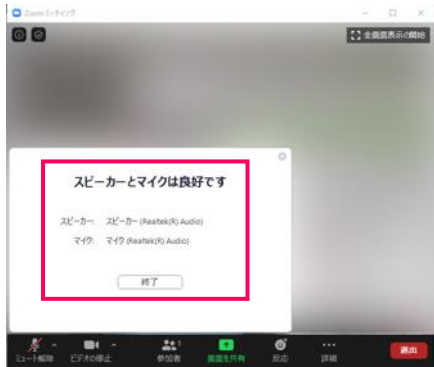 Zoom ミーティング
全画面表示の開始
スピーカーとマイクは良好です
スピーカー: スピーカー (Realtek(R) Audio)
マイク: マイク (Realtek(R) Audio)
終了
ミュート解除 ビデオの停止 参加者 1 画面を共有 反応 詳細 退出